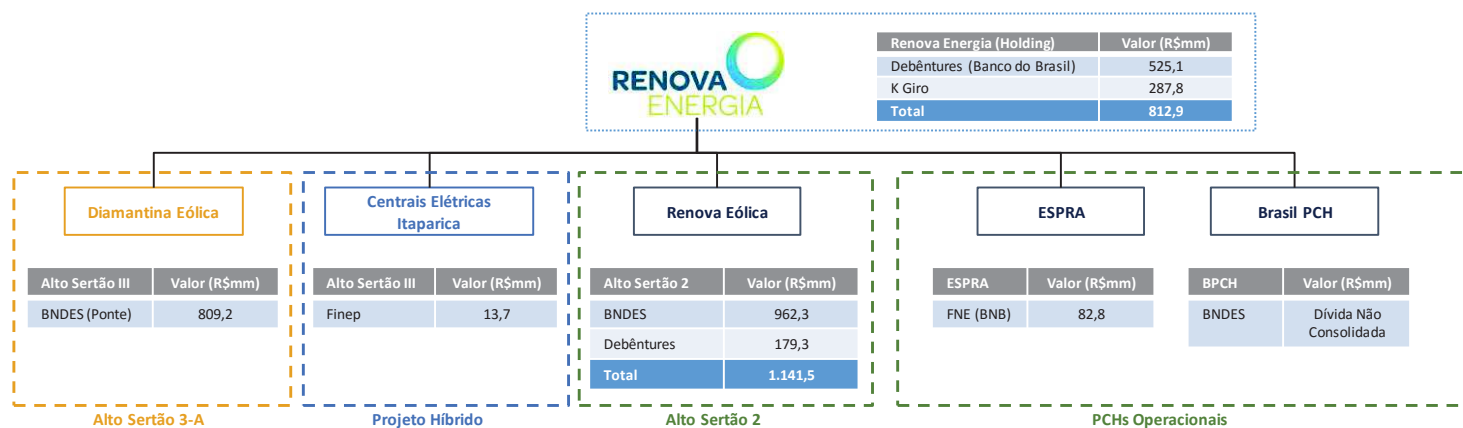 RENOVA
ENERGIA
Renova Energia (Holding) Valor (R$mm)
Debêntures (Banco do Brasil) 525,1
K Giro 287,8
Total 812,9
Diamantina Eólica
Alto Sertão III Valor (R$mm)
BNDES (Ponte) 809,2
Alto Sertão 3-A
Centrais Elétricas
Itaparica
Alto Sertão III Valor (R$mm)
Finep 13,7
Projeto Híbrido
Renova Eólica
Alto Sertão 2 Valor (R$mm)
BNDES 962,3
Debêntures 179,3
Total 1.141,5
Alto Sertão 2
ESPRA
ESPRA Valor (R$mm)
FNE (BNB) 82,8
Brasil PCH
BPCH Valor (R$mm)
BNDES Dívida Não
Consolidada
PCHs Operacionais